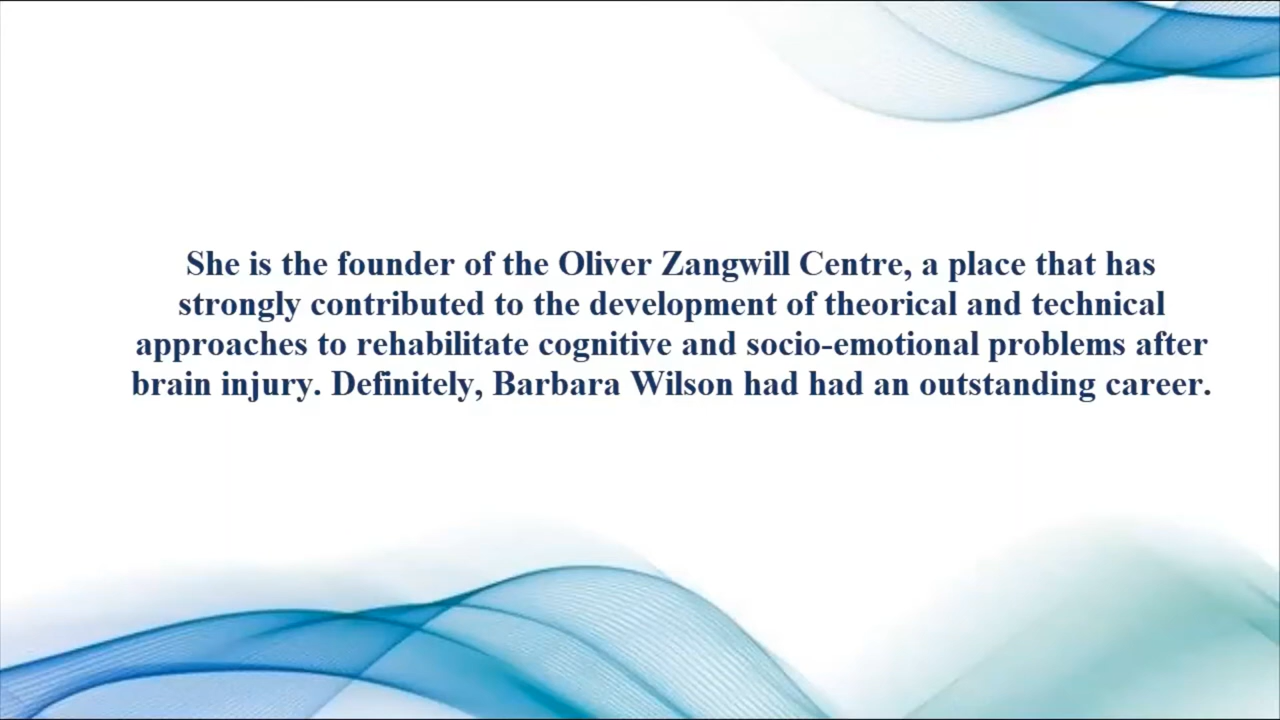 She is the founder of the Oliver Zangwill Centre, a place that has
strongly contributed to the development of theorical and technical
approaches to rehabilitate cognitive and socio-emotional problems after
brain injury. Definitely, Barbara Wilson had had an outstanding career.